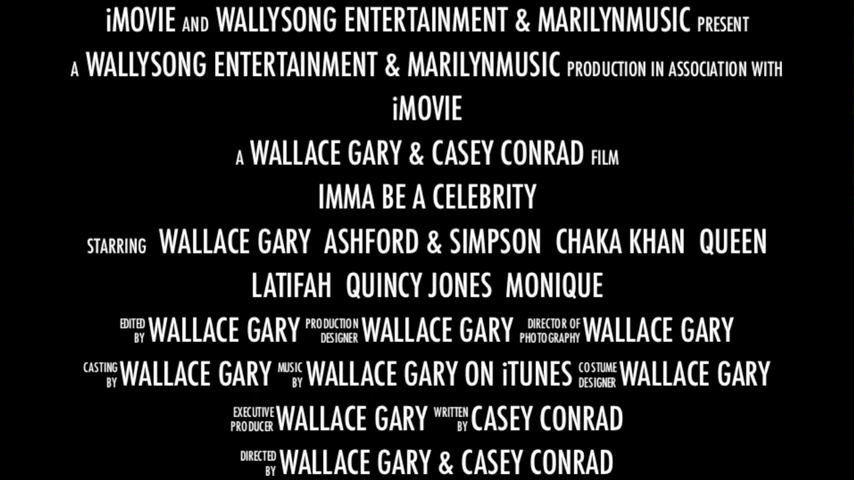 iMOVIE AND WALLYSONG ENTERTAINMENT & MARILYNMUSIC PRESENT
A WALLYSONG ENTERTAINMENT & MARILYNMUSIC PRODUCTION IN ASSOCIATION WITH
iMOVIE
A WALLACE GARY & CASEY CONRAD FILM
IMMA BE A CELEBRITY
STARRING WALLACE GARY ASHFORD & SIMPSON CHAKA KHAN QUEEN
LATIFAH QUINCY JONES MONIQUE
EDITED BY WALLACE GARY PRODUCTION DESIGNER WALLACE GARY DIRECTOR OF PHOTOGRAPHY WALLACE GARY
CASTING BY WALLACE GARY MUSIC BY WALLACE GARY ON iTUNES COSTUME DESIGNER WALLACE GARY
EXECUTIVE PRODUCER WALLACE GARY WRITTEN BY CASEY CONRAD
DIRECTED BY WALLACE GARY & CASEY CONRAD